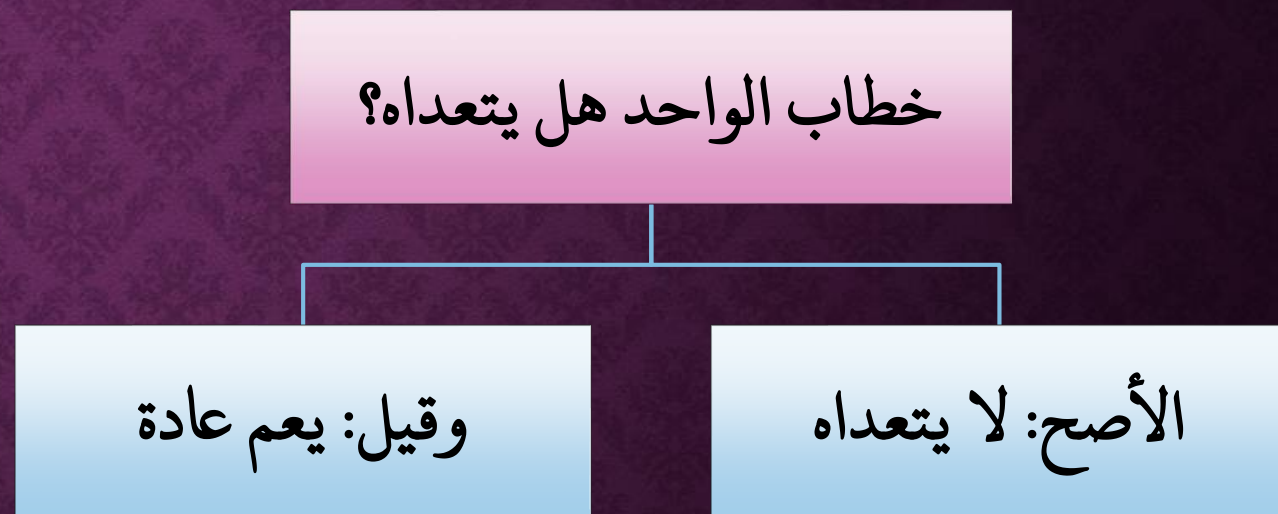 خطاب الواحد هل يتعداه؟
الأصح: لا يتعداه
وقيل: يعم عادة